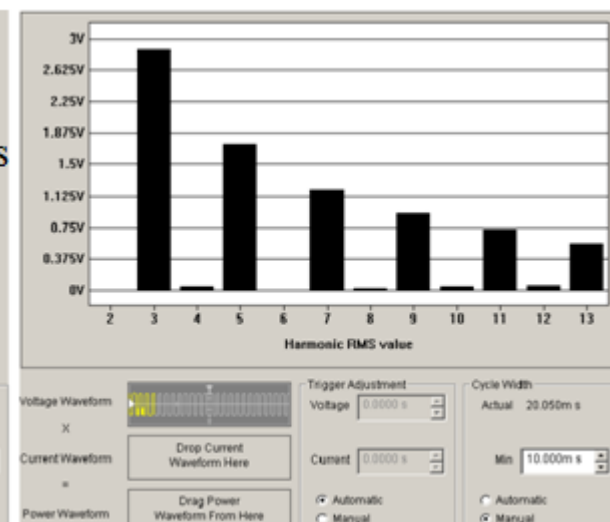 S
3V
2.625V
2.25V
1.875V
1.5V
1.125V
0.75V
0.375V
0V
2 3 4 5 6 7 8 9 10 11 12 13
Harmonic RMS value
Voltage Waveform
X
Current Waveform
=
Power Waveform
Drop Current
Waveform Here
Drag Power
Waveform From Here
Trigger Adjustment
Voltage 0.0000 s
Current 0.0000 s
Automatic
Manual
Cycle Width
Actual 20.050m s
Min 10.000m s
Automatic
Manual